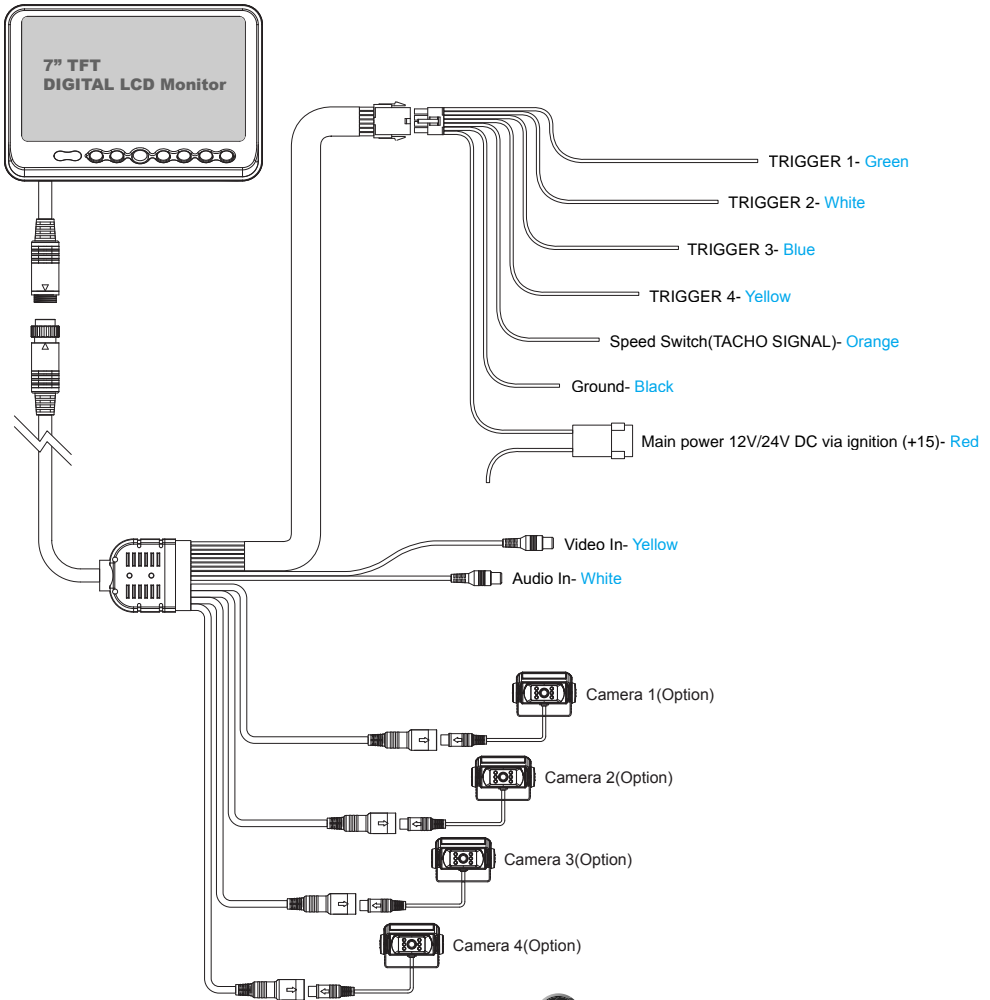 7” TFT
DIGITAL LCD Monitor
TRIGGER 1- Green
TRIGGER 2- White
TRIGGER 3- Blue
TRIGGER 4- Yellow
Speed Switch(TACHO SIGNAL)- Orange
Ground- Black
Main power 12V/24V DC via ignition (+15)- Red
Video In- Yellow
Audio In- White
Camera 1(Option)
Camera 2(Option)
Camera 3(Option)
Camera 4(Option)